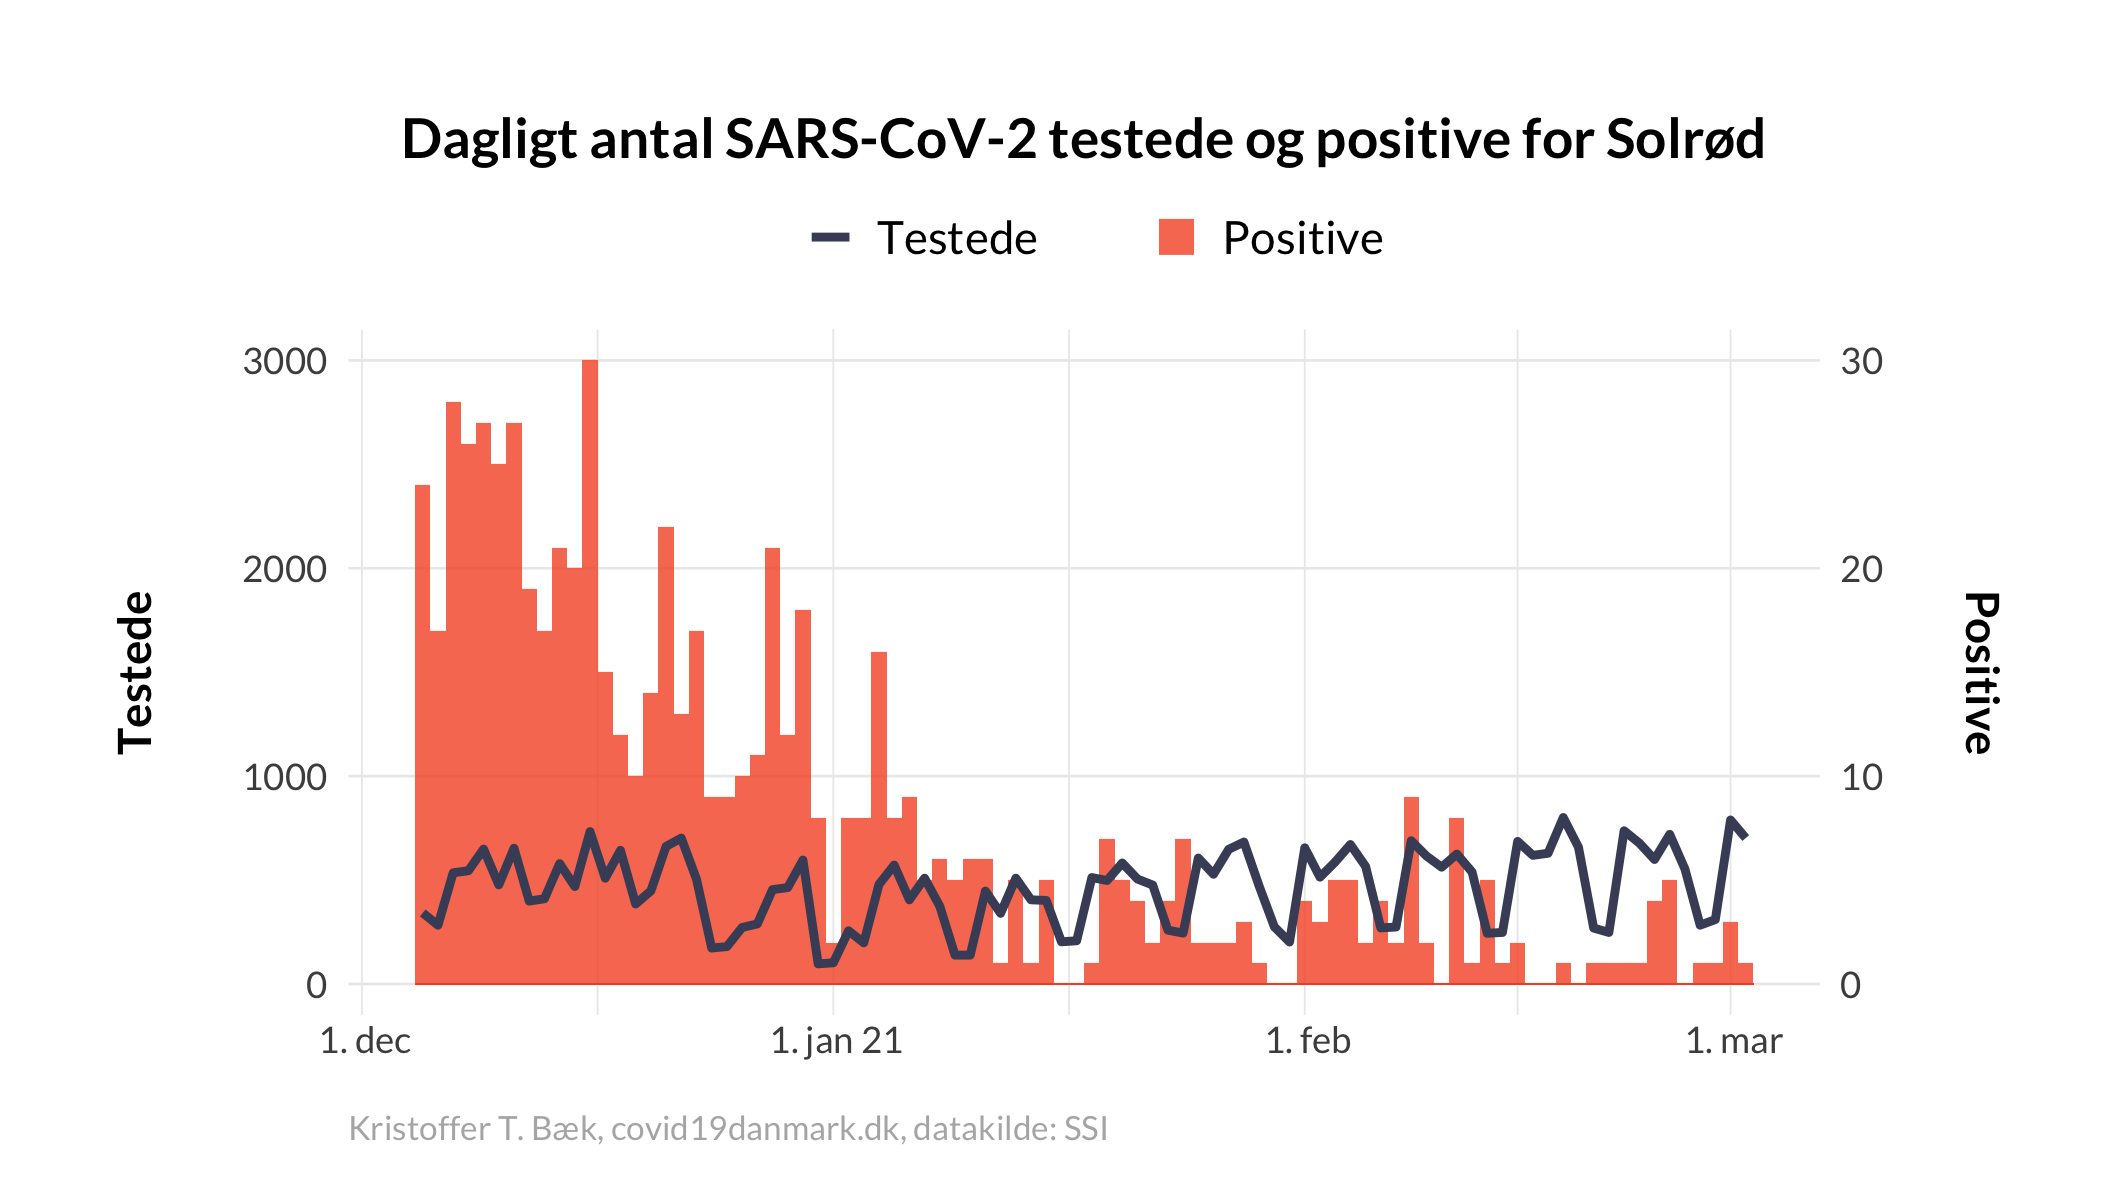 Dagligt antal SARS-CoV-2 testede og positive for Solrød
Testede Positive
3000 30
2000 20
1000 10
0 0
Testede
Positive
1. dec 1. jan 21 1. feb 1. mar
Kristoffer T. Bæk, covid19danmark.dk, datakilde: SSI